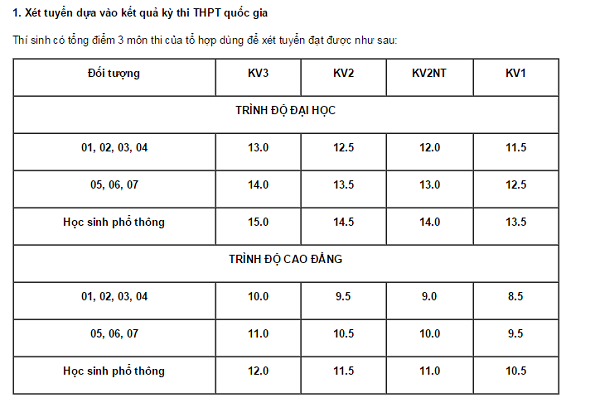 1. Xét tuyển dựa vào kết quả kỳ thi THPT quốc gia
Thí sinh có tổng điểm 3 môn thi của tổ hợp dùng để xét tuyển đạt được như sau:
Đối tượng KV3 KV2 KV2NT KV1
TRÌNH ĐỘ ĐẠI HỌC
01, 02, 03, 04 13.0 12.5 12.0 11.5
05, 06, 07 14.0 13.5 13.0 12.5
Học sinh phổ thông 15.0 14.5 14.0 13.5
TRÌNH ĐỘ CAO ĐẲNG
01, 02, 03, 04 10.0 9.5 9.0 8.5
05, 06, 07 11.0 10.5 10.0 9.5
Học sinh phổ thông 12.0 11.5 11.0 10.5